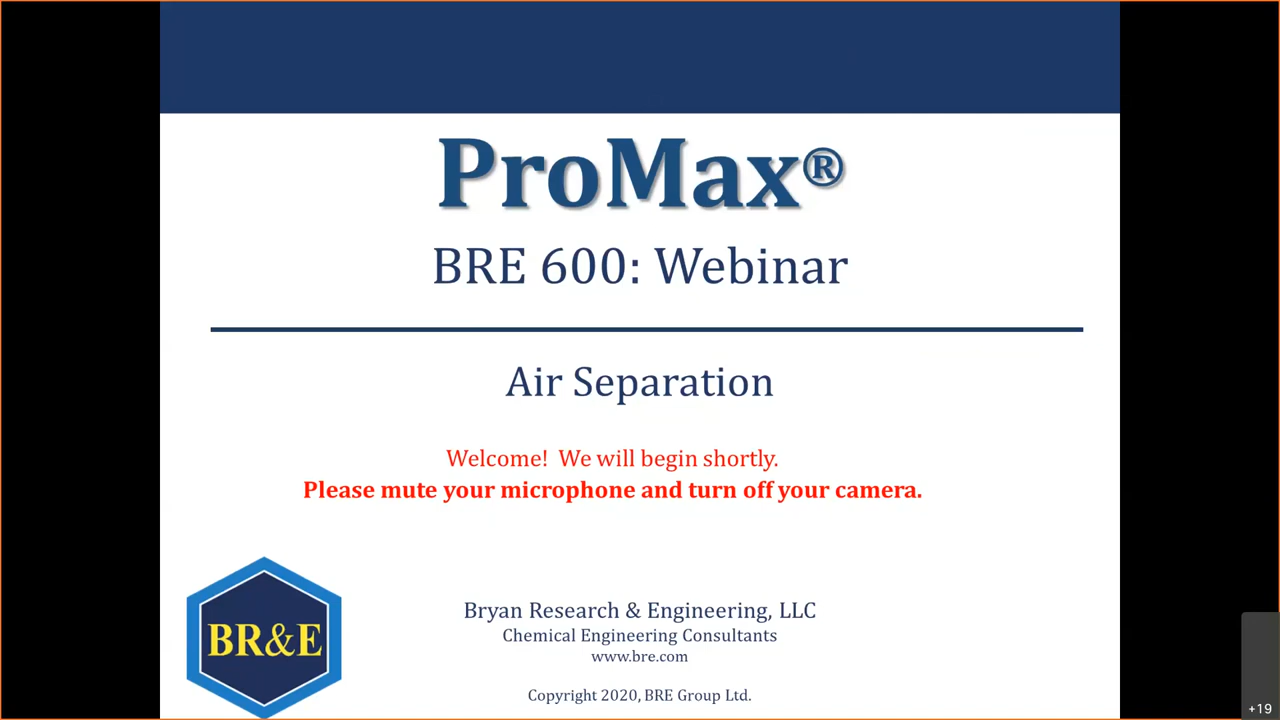 ProMax®
BRE 600: Webinar
Air Separation
Welcome! We will begin shortly.
Please mute your microphone and turn off your camera.
BR&E
Bryan Research & Engineering, LLC
Chemical Engineering Consultants
www.bre.com
Copyright 2020, BRE Group Ltd.
+19